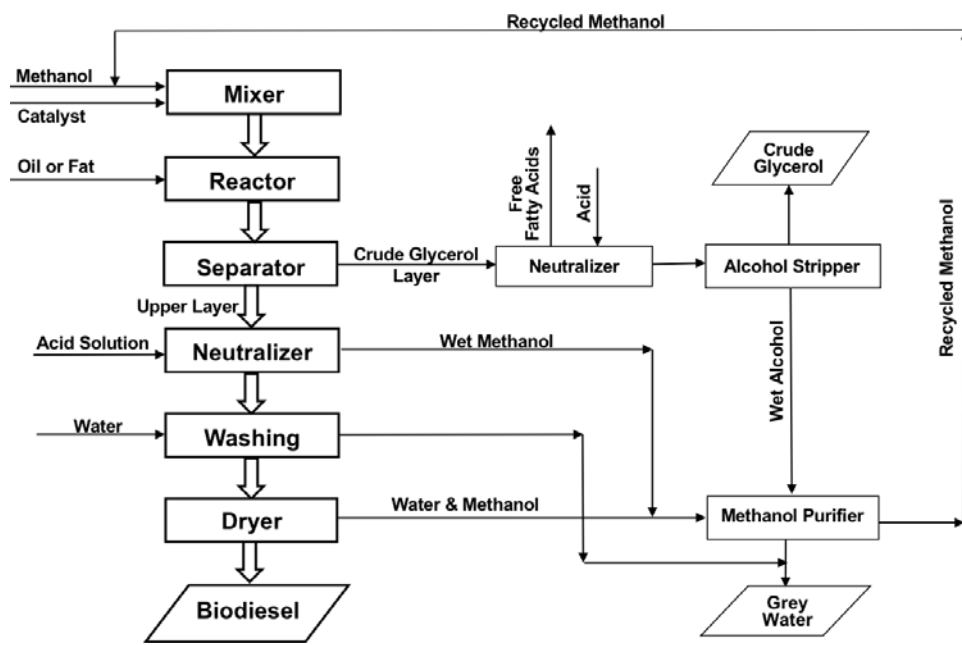 Recycled Methanol
Methanol
Mixer
Catalyst
Oil or Fat
Reactor
Free
Fatty Acids
Acid
Crude
Glycerol
Separator
Crude Glycerol
Layer
Neutralizer
Alcohol Stripper
Recycled Methanol
Upper Layer
Acid Solution
Neutralizer
Wet Methanol
Wet Alcohol
Water
Washing
Dryer
Water & Methanol
Methanol Purifier
Biodiesel
Grey
Water